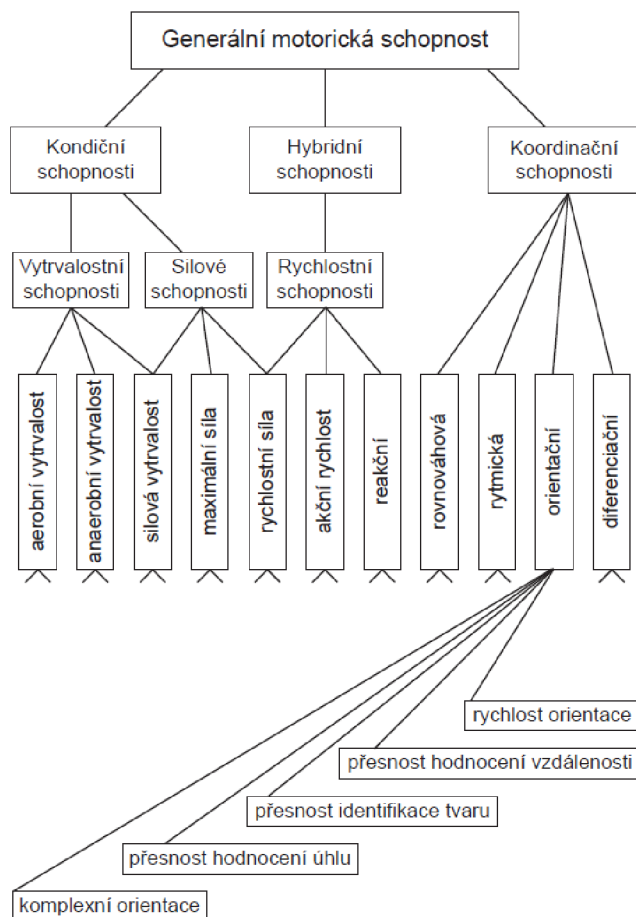 Generální motorická schopnost
Kondiční
schopnosti
Hybridní
schopnosti
Koordinační
schopnosti
Vytrvalostní
schopnosti
Silové
schopnosti
Rychlostní
schopnosti
aerobní vytrvalost
anaerobní vytrvalost
silová vytrvalost
maximální síla
rychlostní síla
akční rychlost
reakční
rovnováhová
rytmická
orientační
diferenciační
rychlost orientace
přesnost hodnocení vzdálenosti
přesnost identifikace tvaru
přesnost hodnocení úhlu
komplexní orientace